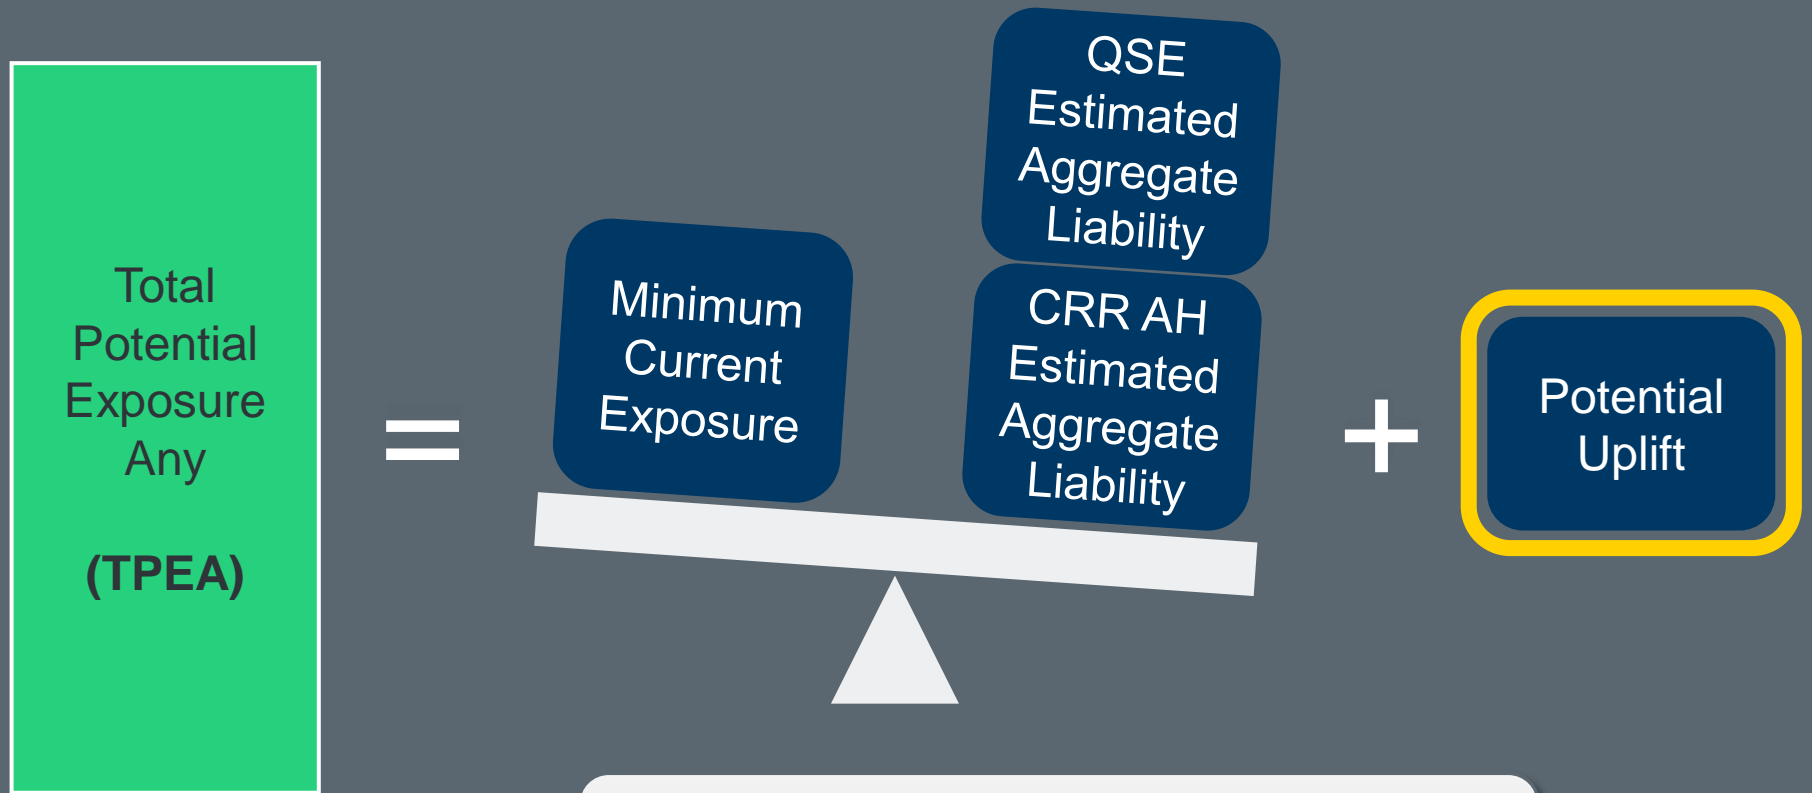 Total
Potential
Exposure
Any
(TPEA)
=
Minimum
Current
Exposure
QSE
Estimated
Aggregate
Liability
CRR AH
Estimated
Aggregate
Liability
+
Potential
Uplift